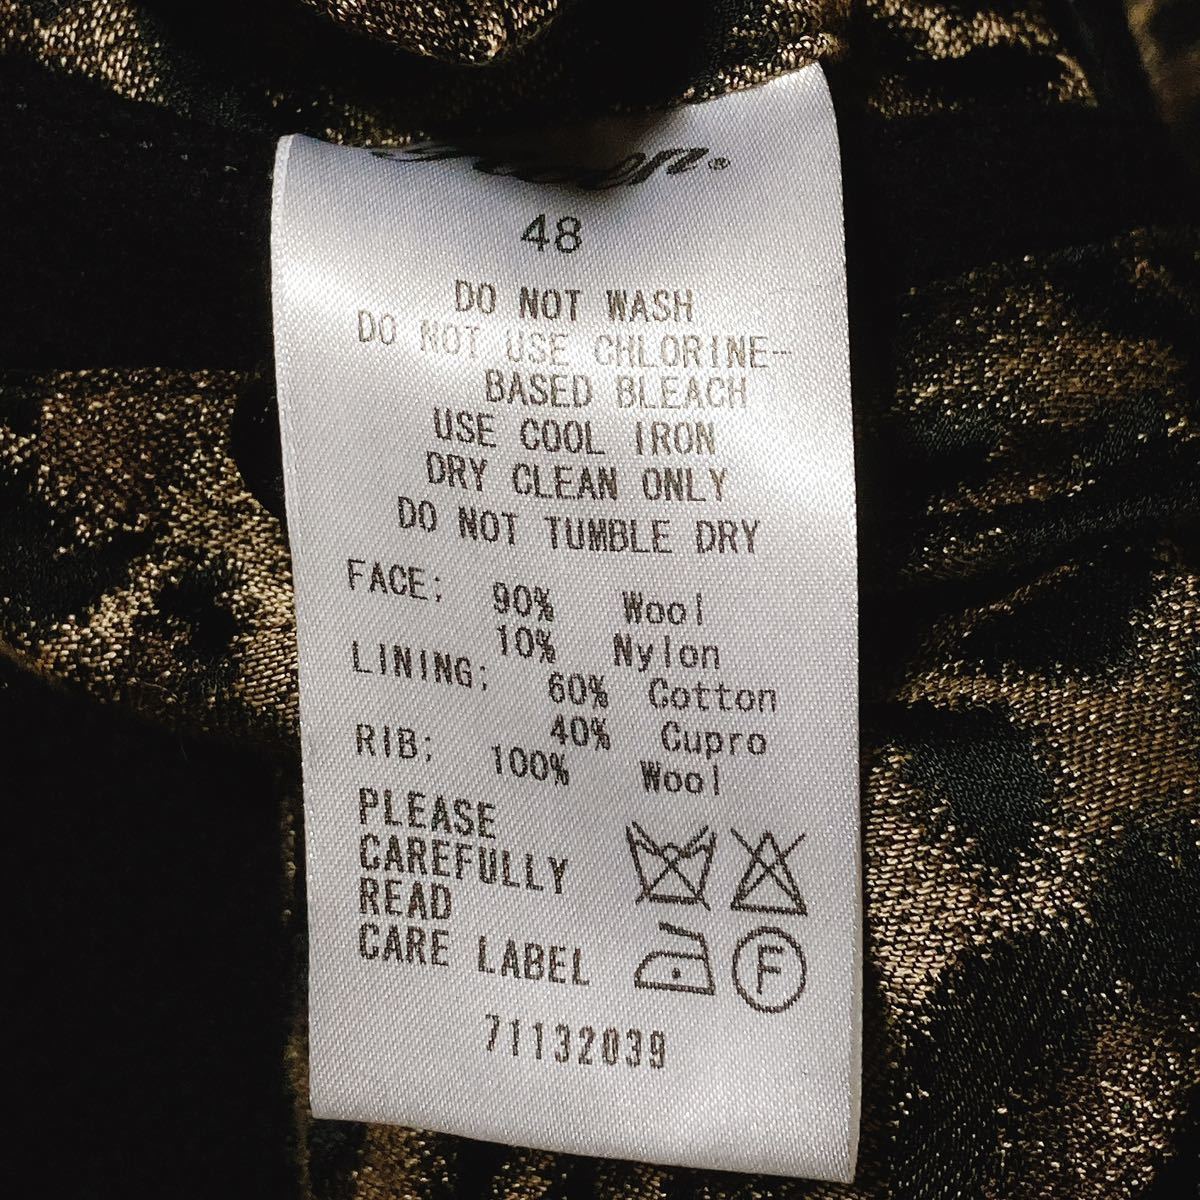 48
DO NOT WASH
DO NOT USE CHLORINE-
BASED BLEACH
USE COOL IRON
DRY CLEAN ONLY
DO NOT TUMBLE DRY
FACE; 90% Wool
10% Nylon
LINING; 60% Cotton
40% Cupro
RIB; 100% Wool
PLEASE
CAREFULLY
READ
CARE LABEL
F
71132039